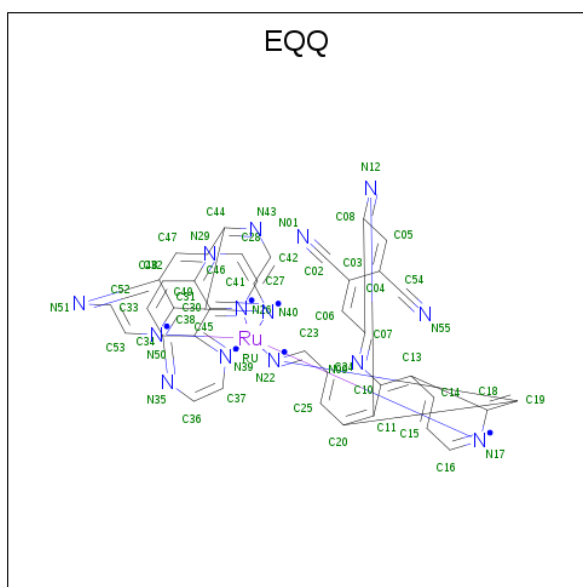 EQQ
N12
C44 N43
N01 C08
C47 N29 C28 C05
C46 C42 C02 C03
C52 C41 C27 C04 C54
N51 C33 C31 C30 N26 N40 C06 N55
C38
C53 C34 N50 C45 Ru C23 C07
RU
N39 N22 C13
N35 C37 C10 C14 C18
C36 C25 C11 C15 C19
C20
C16 N17